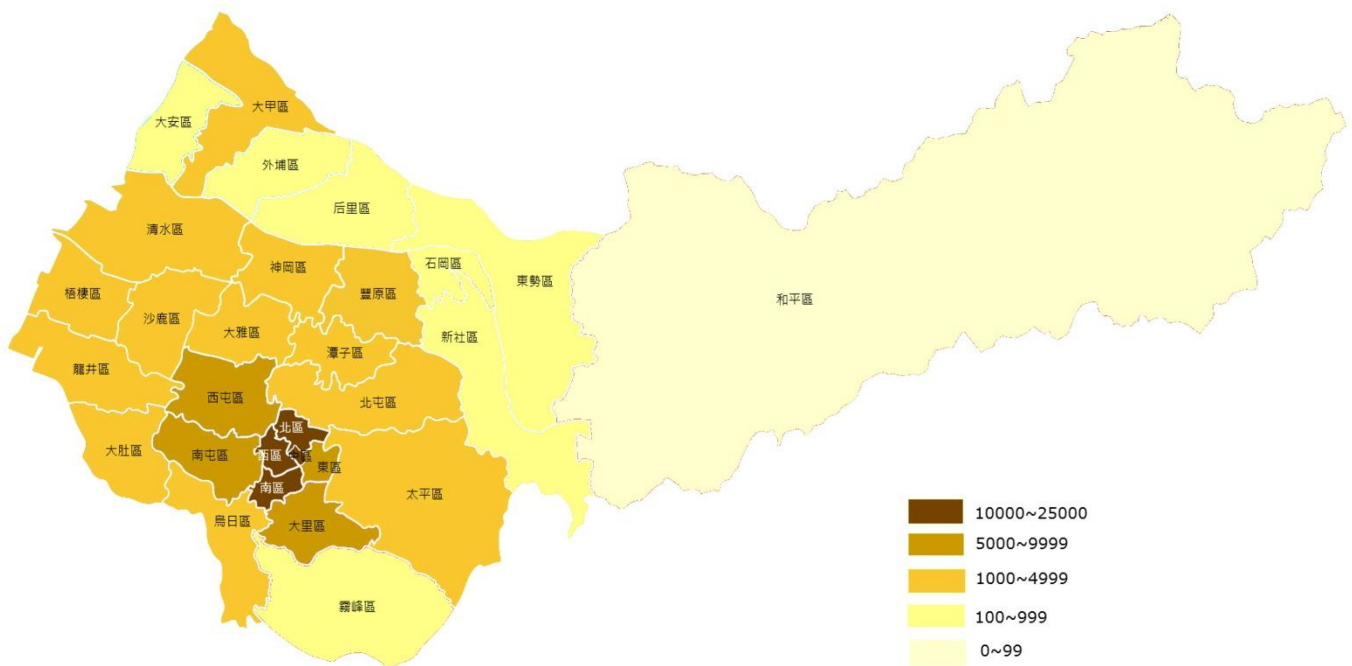 大甲區
大安區
外埔區
后里區
清水區
石岡區
神岡區
東勢區
豐原區
梧棲區
和平區
沙鹿區
大雅區
新社區
潭子區
龍井區
西屯區
北屯區
北區
大肚區
南屯區
西區
中區
東區
南區
太平區
烏日區
大里區
霧峰區
10000~25000
5000~9999
1000~4999
100~999
0~99